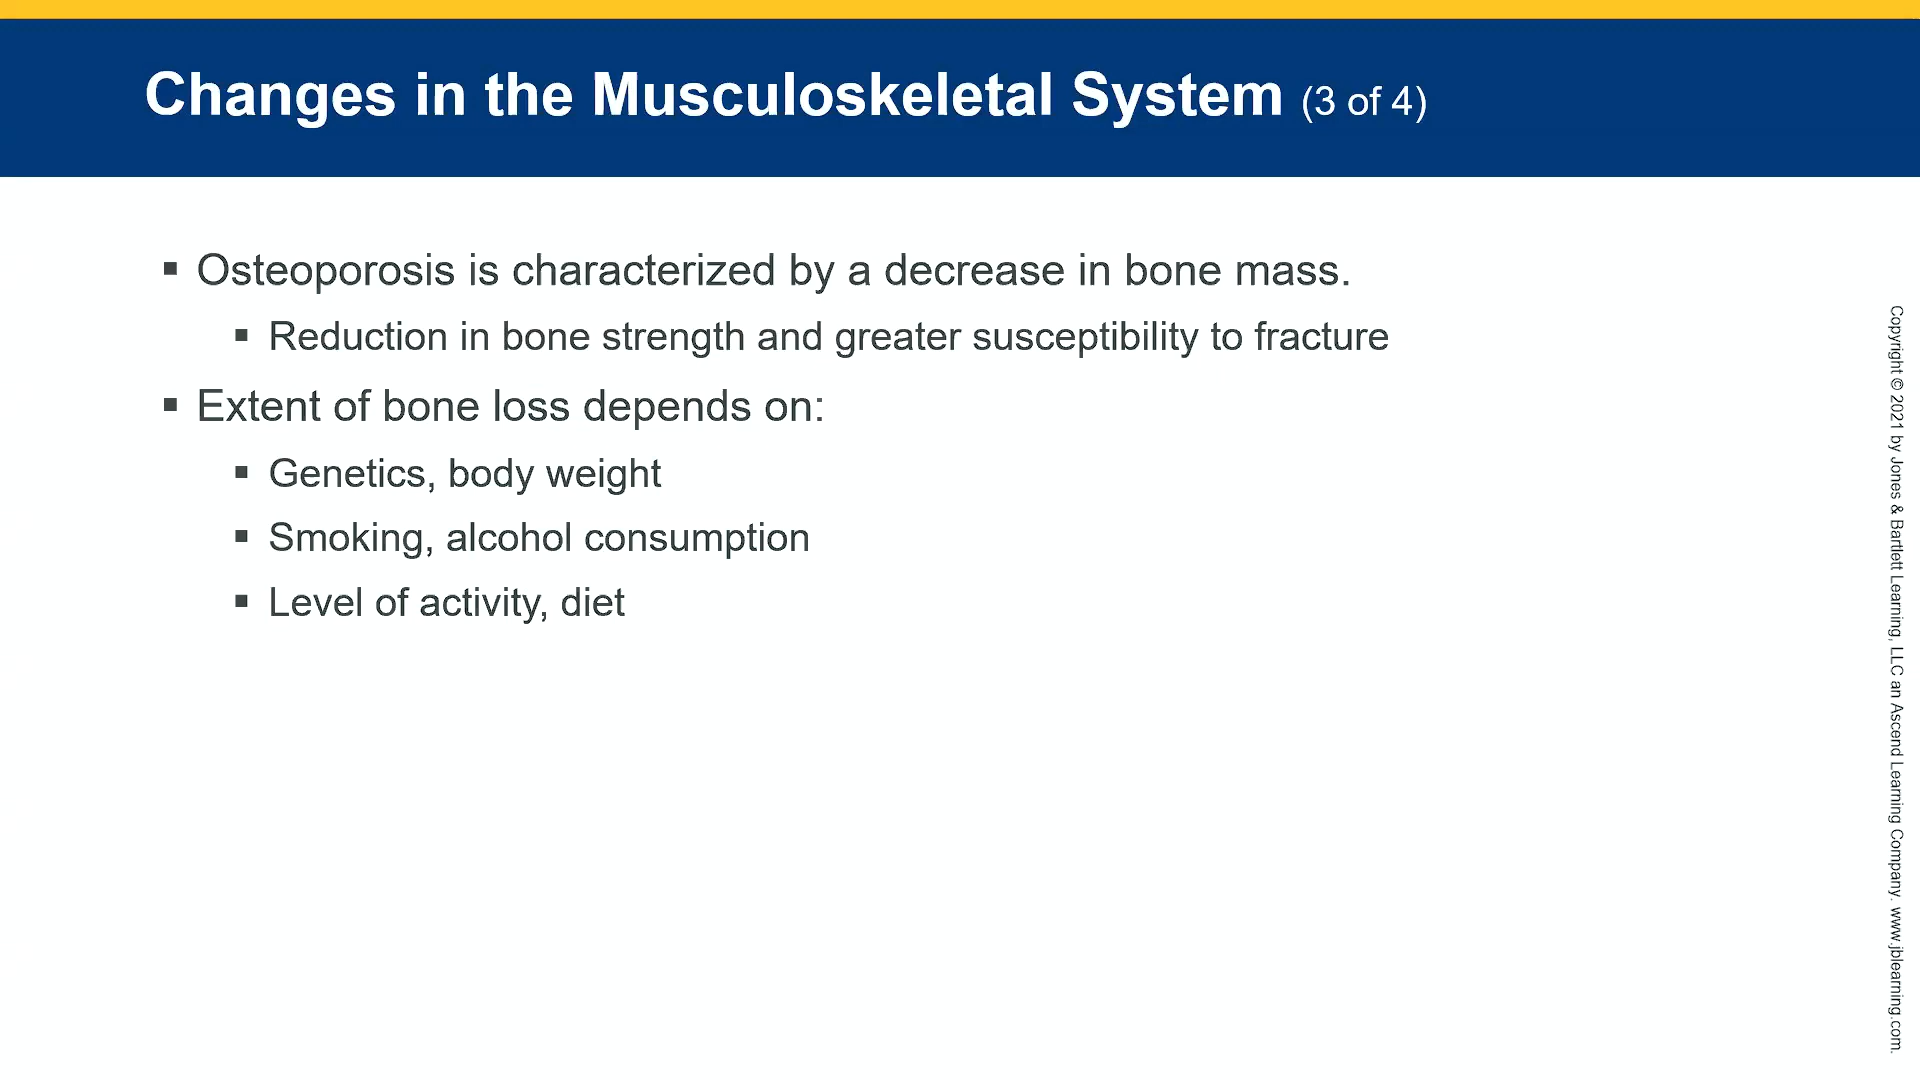 Changes in the Musculoskeletal System (3 of 4)
▪ Osteoporosis is characterized by a decrease in bone mass.
▪ Reduction in bone strength and greater susceptibility to fracture
▪ Extent of bone loss depends on:
▪ Genetics, body weight
▪ Smoking, alcohol consumption
▪ Level of activity, diet
Copyright © 2021 by Jones & Bartlett Learning, LLC an Ascend Learning Company. www.jblearning.com.